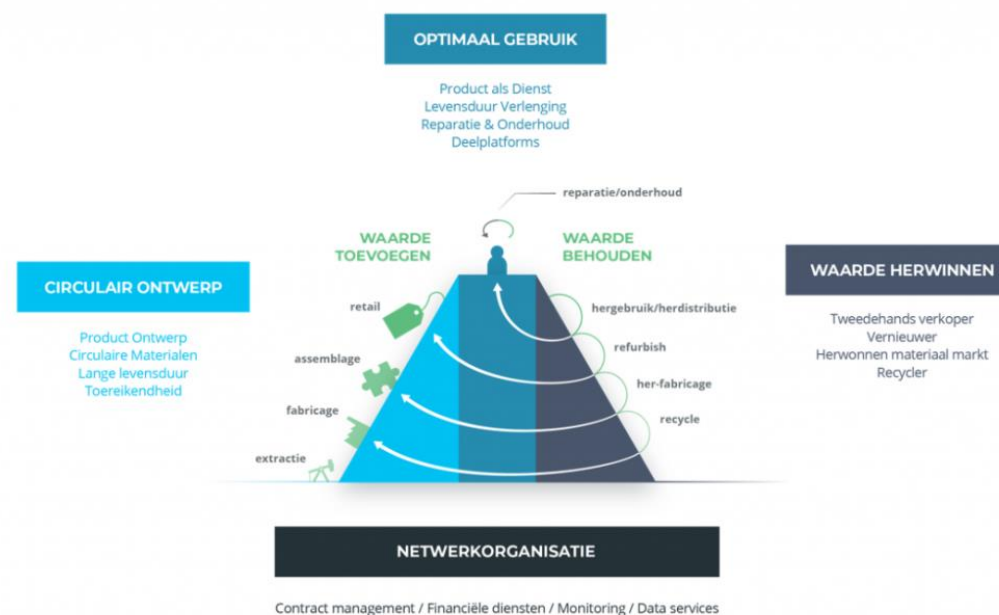 OPTIMAAL GEBRUIK
Product als Dienst
Levensduur Verlenging
Reparatie & Onderhoud
Deelplatforms
reparatie/onderhoud
WAARDE
TOEVOEGEN
WAARDE
BEHOUDEN
CIRCULAIR ONTWERP
Product Ontwerp
Circulaire Materialen
Lange levensduur
Toereikendheid
WAARDE HERWINNEN
Tweedehands verkoper
Vernieuwer
Herwonnen materiaal markt
Recycler
retail
assemblage
fabricage
extractie
hergebruik/herdistributie
refurbish
her-fabricage
recycle
NETWERKORGANISATIE
Contract management / Financiële diensten / Monitoring / Data services